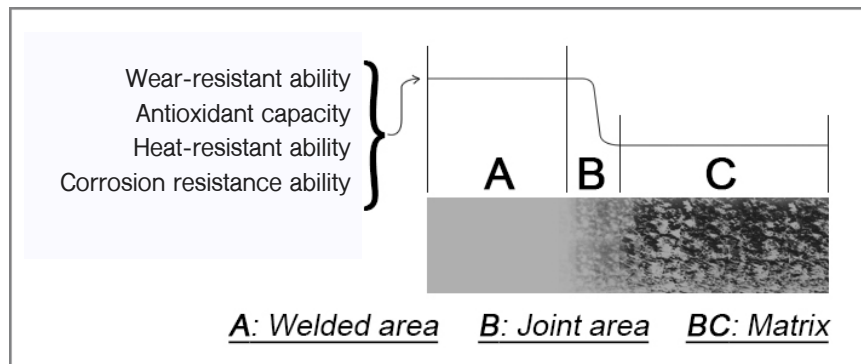 Wear-resistant ability
Antioxidant capacity
Heat-resistant ability
Corrosion resistance ability
A B C
A: Welded area B: Joint area BC: Matrix